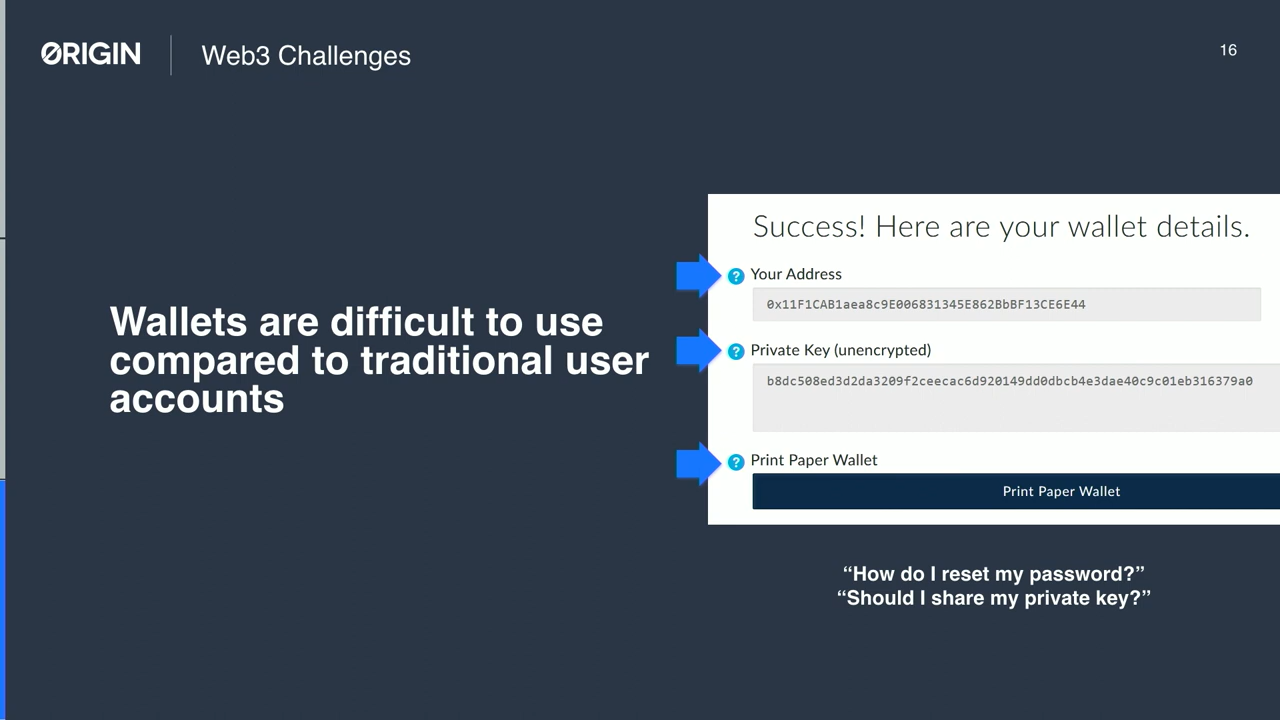 ØRIGIN
Web3 Challenges
16
Wallets are difficult to use
compared to traditional user
accounts
Success! Here are your wallet details.
? Your Address
0x11F1CAB1aea8c9E006831345E862BbBF13CE6E44
? Private Key (unencrypted)
b8dc508ed3d2da3209f2ceecac6d920149dd0dbcb4e3dae40c9c01eb316379a0
? Print Paper Wallet
Print Paper Wallet
“How do I reset my password?”
“Should I share my private key?”